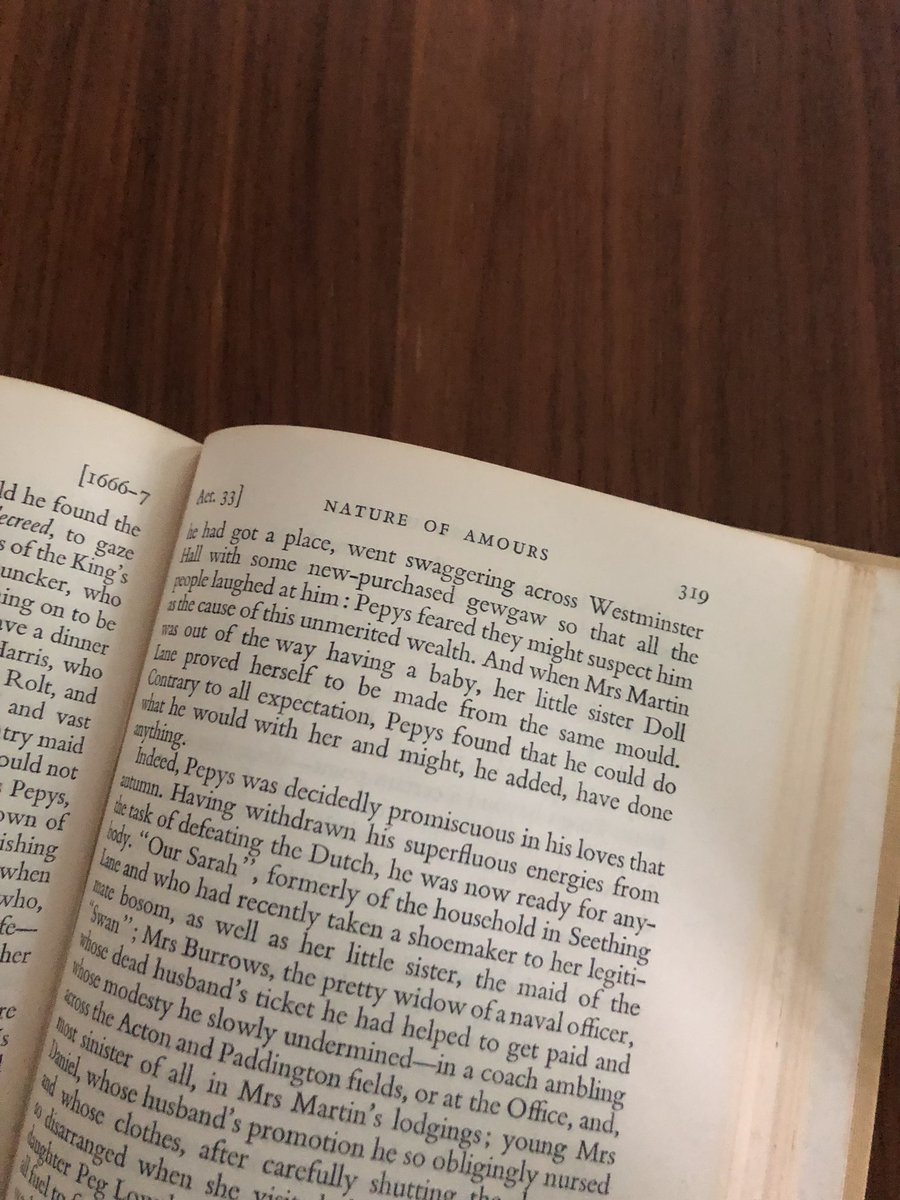 [1666-7
ld he found the
ecreed, to gaze
s of the King's
uncker, who
ing on to be
ave a dinner
Harris, who
Rolt, and
and vast
try maid
ould not
Pepys,
own of
ishing
when
who,
fe—
her
re
Act. 33]
NATURE OF AMOURS
319
he had got a place, went swaggering across Westminster
Hall with some new-purchased gewgaw so that all the
people laughed at him : Pepys feared they might suspect him
as the cause of this unmerited wealth. And when Mrs Martin
was out of the way having a baby, her little sister Doll
Lane proved herself to be made from the same mould.
Contrary to all expectation, Pepys found that he could do
what he would with her and might, he added, have done
anything.
Indeed, Pepys was decidedly promiscuous in his loves that
autumn. Having withdrawn his superfluous energies from
the task of defeating the Dutch, he was now ready for any-
body. “Our Sarah”, formerly of the household in Seething
Lane and who had recently taken a shoemaker to her legiti-
mate bosom, as well as her little sister, the maid of the
“Swan”; Mrs Burrows, the pretty widow of a naval officer,
whose dead husband's ticket he had helped to get paid and
whose modesty he slowly undermined—in a coach ambling
across the Acton and Paddington fields, or at the Office, and,
most sinister of all, in Mrs Martin's lodgings; young Mrs
Daniel, whose husband's promotion he so obligingly nursed
and whose clothes, after carefully shutting the
so disarranged when she
daughter Peg
all fuel to